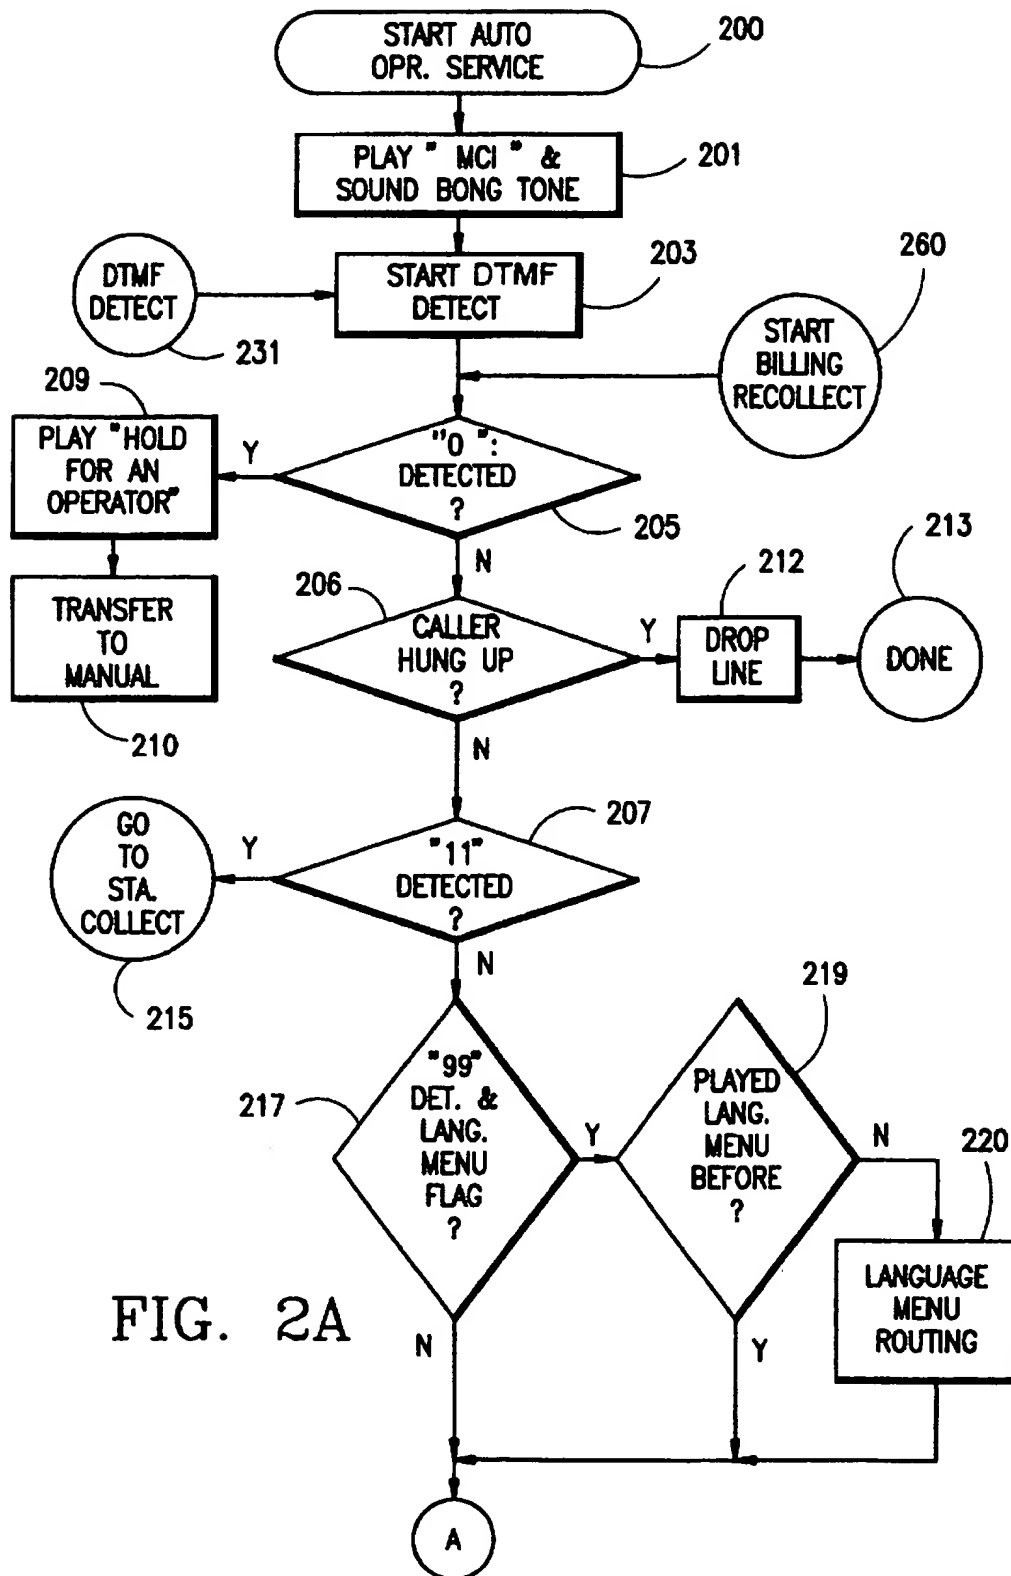 START AUTO
OPR. SERVICE
200
PLAY " MCI " &
SOUND BONG TONE
201
START DTMF
DETECT
203
DTMF
DETECT
231
START
BILLING
RECOLLECT
260
209
PLAY "HOLD
FOR AN
OPERATOR"
Y
"0 ":
DETECTED
?
205
N
TRANSFER
TO
MANUAL
210
206
CALLER
HUNG UP
?
Y
212
DROP
LINE
213
DONE
N
207
"11"
DETECTED
?
Y
GO
TO
STA.
COLLECT
215
N
217
"99"
DET. &
LANG.
MENU
FLAG
?
Y
219
PLAYED
LANG.
MENU
BEFORE
?
N
220
LANGUAGE
MENU
ROUTING
FIG. 2A
N
Y
A